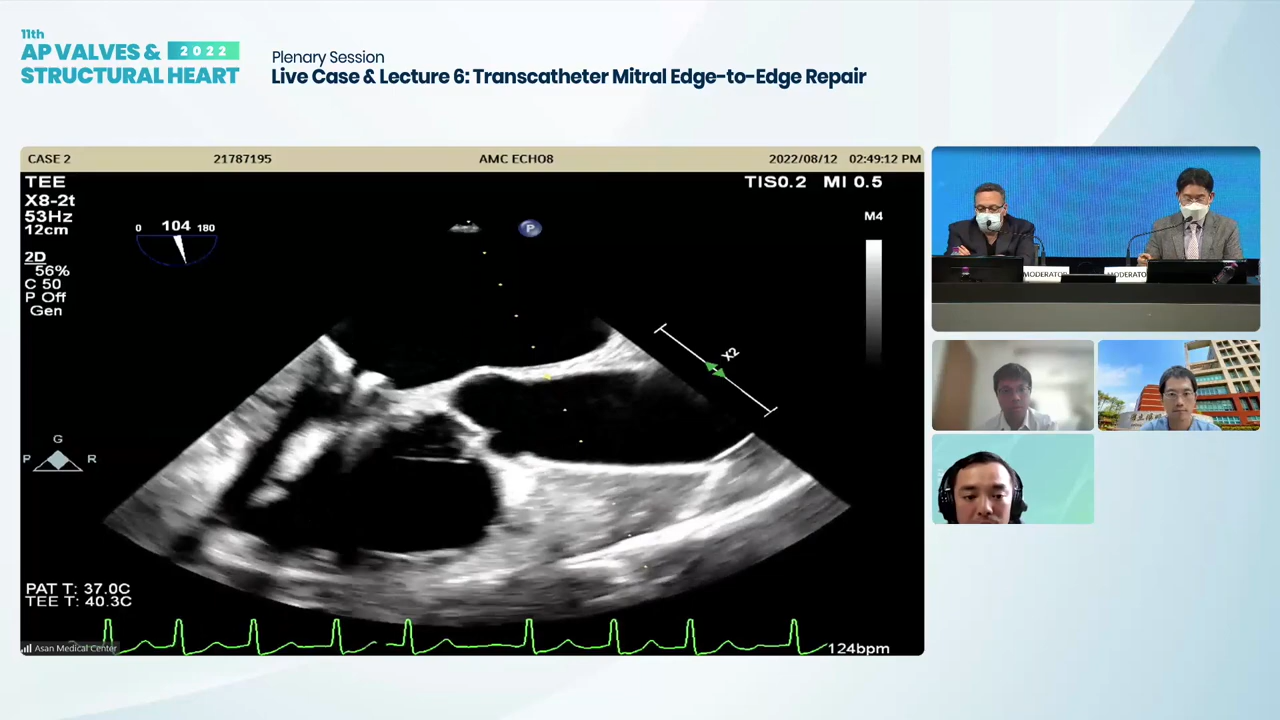 11th
AP VALVES & 2022
STRUCTURAL HEART
Plenary Session
Live Case & Lecture 6: Transcatheter Mitral Edge-to-Edge Repair
CASE 2 21787195 AMC ECHO8 2022/08/12 02:49:12 PM
TEE
X8-2t
53Hz
12cm
2D
56%
C 50
P Off
Gen
0 104 180
P
TIS0.2 MI 0.5
M4
X2
G
P R
PAT T: 37.0C
TEE T: 40.3C
Asan Medical Center
124bpm
MODERATOR
MODERATO